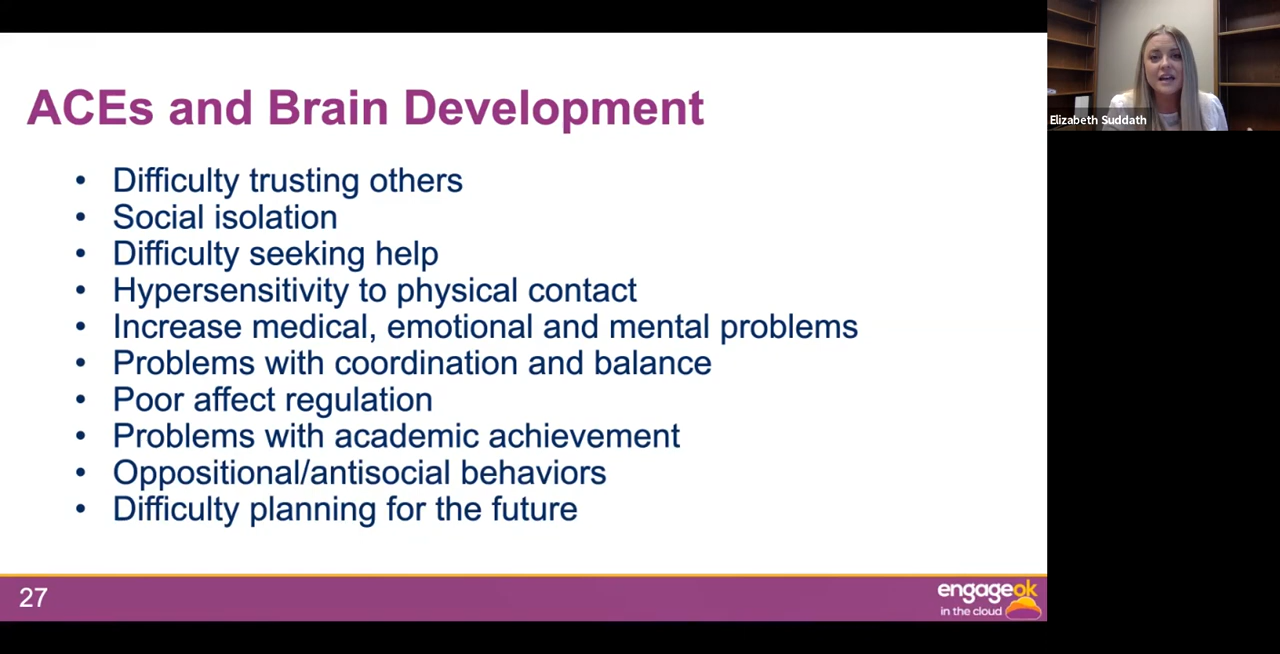 ACEs and Brain Development
• Difficulty trusting others
• Social isolation
• Difficulty seeking help
• Hypersensitivity to physical contact
• Increase medical, emotional and mental problems
• Problems with coordination and balance
• Poor affect regulation
• Problems with academic achievement
• Oppositional/antisocial behaviors
• Difficulty planning for the future
27
engageok
in the cloud
Elizabeth Suddath